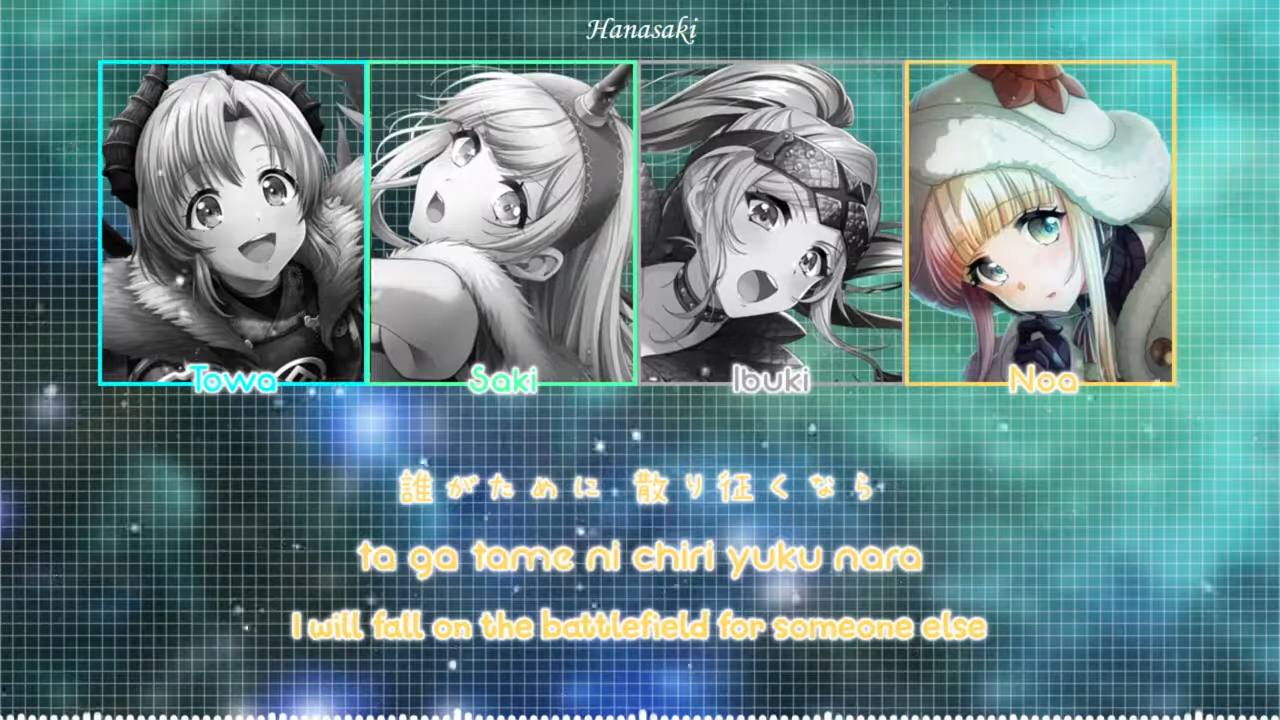 Hanasaki
Towa
Saki
Ibuki
Noa
誰がために 散り征くなら
ta ga tame ni chiri yuku nara
I will fall on the battlefield for someone else